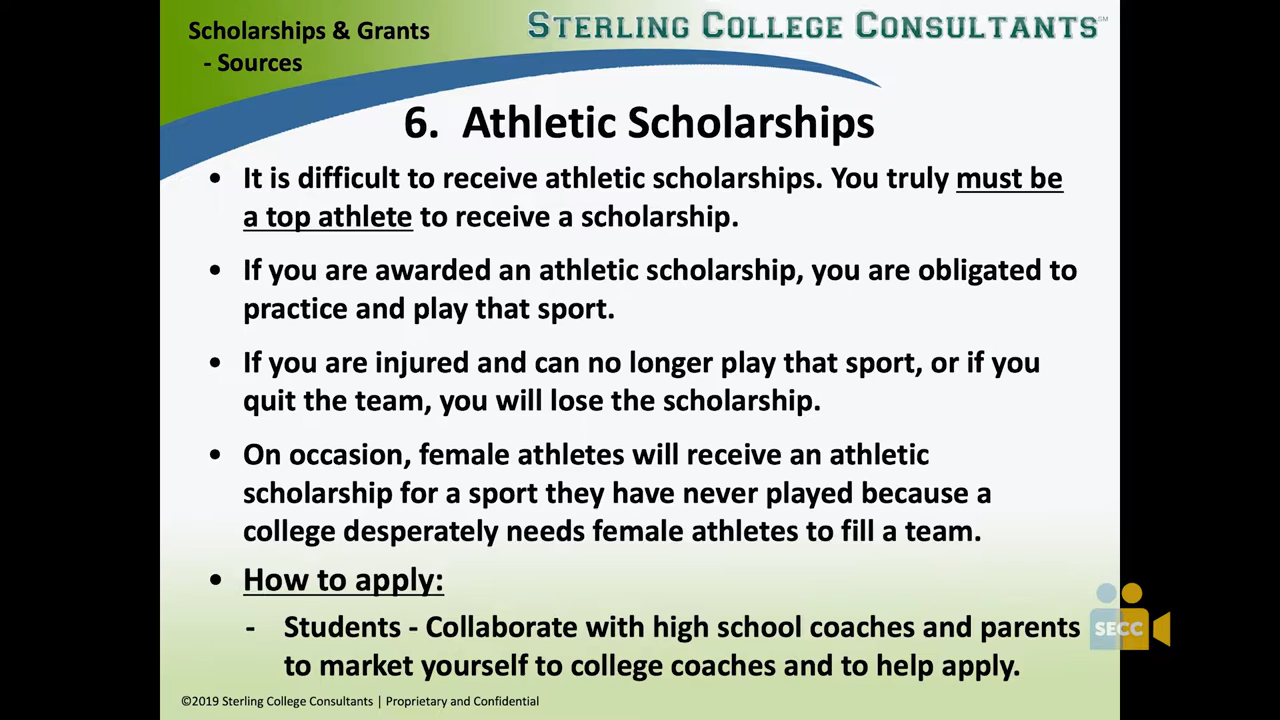 Scholarships & Grants
- Sources
STERLING COLLEGE CONSULTANTS℠
6. Athletic Scholarships
• It is difficult to receive athletic scholarships. You truly must be
a top athlete to receive a scholarship.
• If you are awarded an athletic scholarship, you are obligated to
practice and play that sport.
• If you are injured and can no longer play that sport, or if you
quit the team, you will lose the scholarship.
• On occasion, female athletes will receive an athletic
scholarship for a sport they have never played because a
college desperately needs female athletes to fill a team.
• How to apply:
- Students - Collaborate with high school coaches and parents
to market yourself to college coaches and to help apply.
SECC
©2019 Sterling College Consultants | Proprietary and Confidential